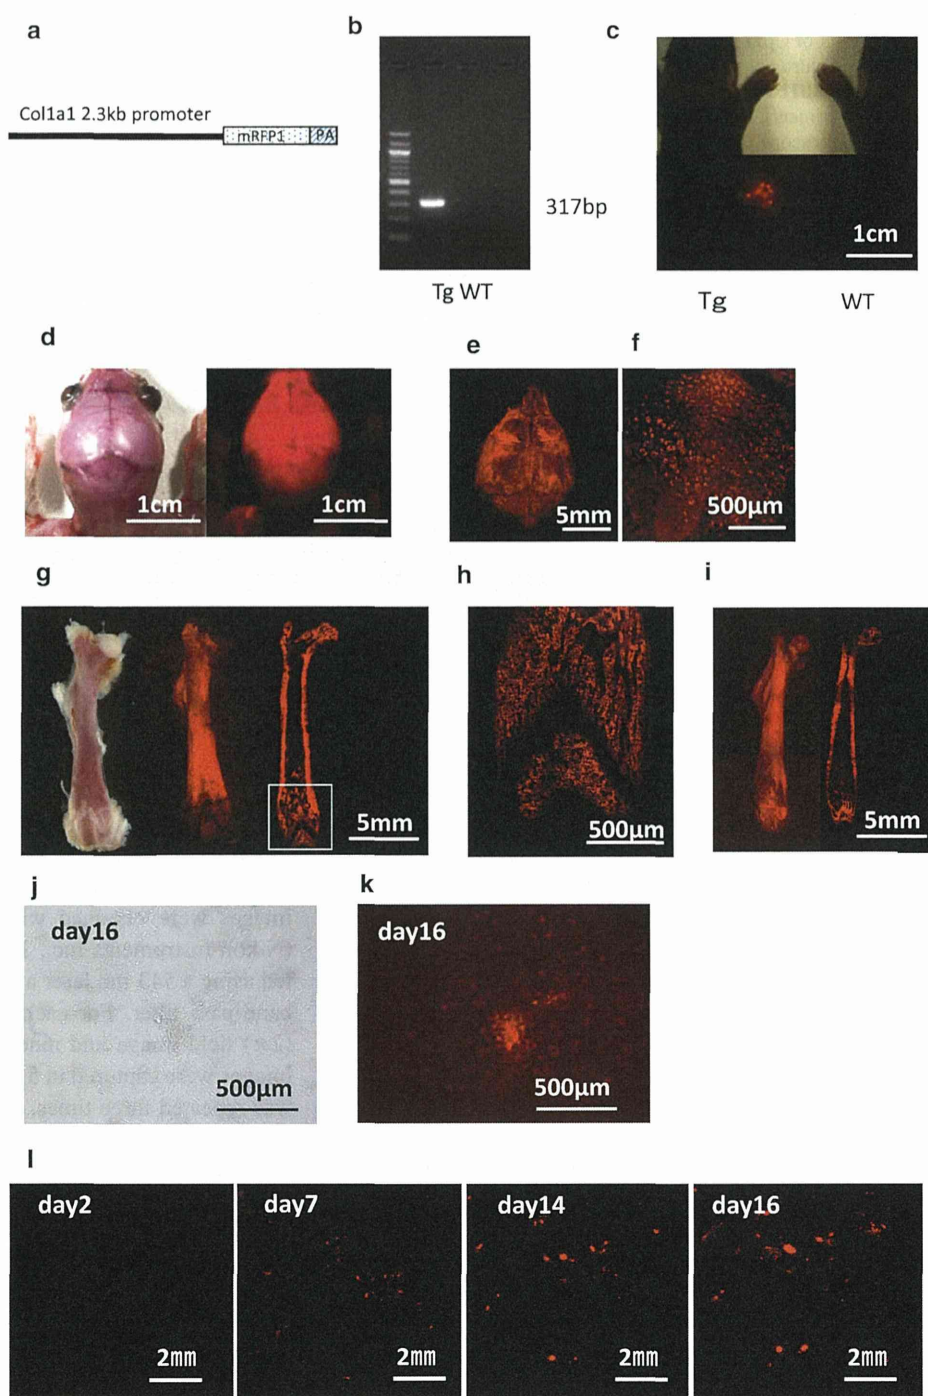 a
b
c
Col1a1 2.3kb promoter
mRFP1
PA
317bp
1cm
Tg WT
Tg
WT
d
e
f
1cm
1cm
5mm
500μm
g
h
i
5mm
500μm
5mm
j
k
day16
day16
500μm
500μm
l
day2
day7
day14
day16
2mm
2mm
2mm
2mm